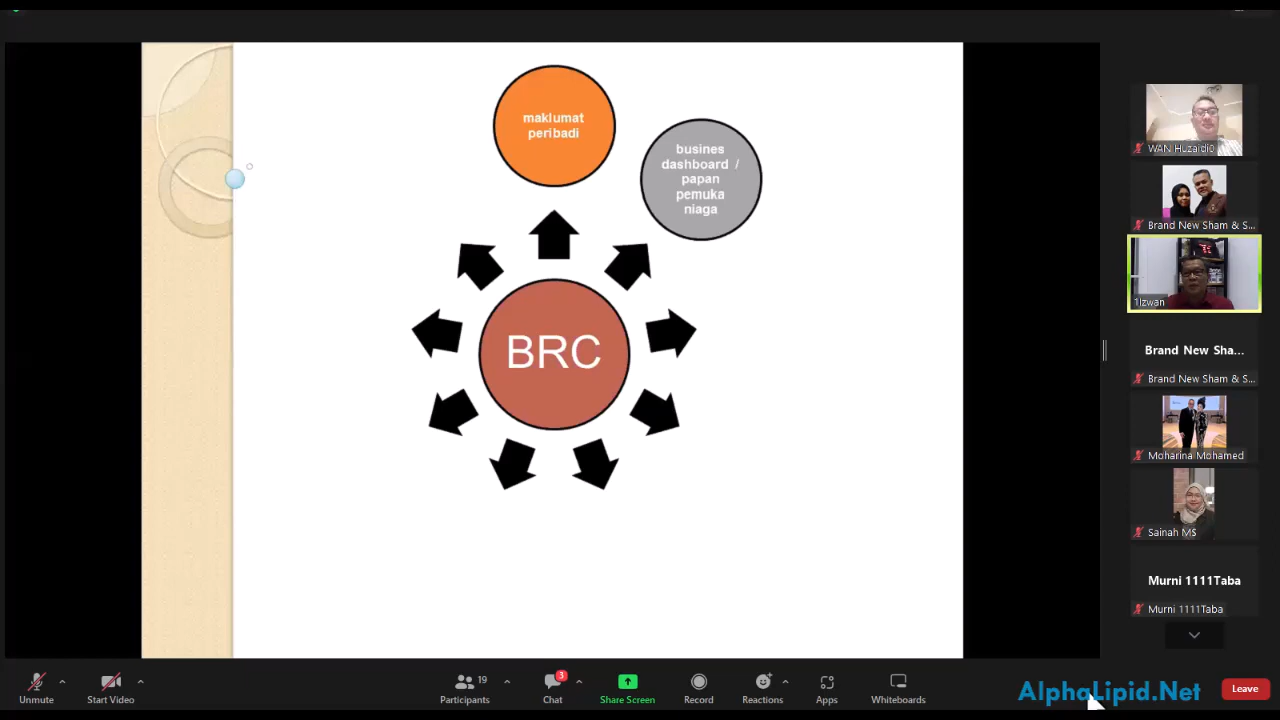 maklumat
peribadi
busines
dashboard /
papan
pemuka
niaga
BRC
WAN Huzaidi0
Brand New Sham & S...
1Izwan
Brand New Sha...
Brand New Sham & S...
Maharina Mohamed
Sainah MS
Murni 1111Taba
Murni 1111Taba
Unmute
Start Video
Participants
19
Chat
3
Share Screen
Record
Reactions
Apps
Whiteboards
AlphaLipid.Net
Leave